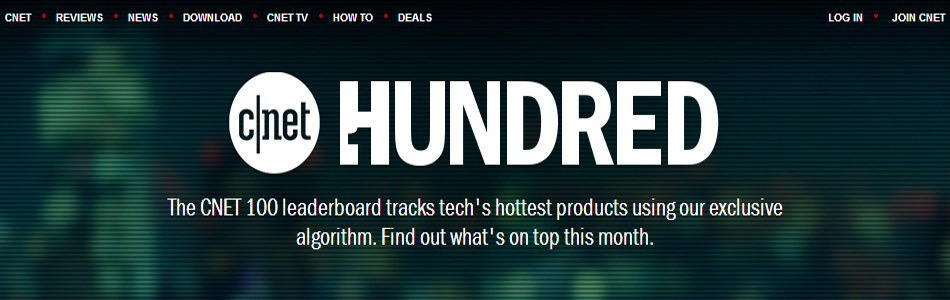 CNET • REVIEWS • NEWS • DOWNLOAD • CNET TV • HOW TO • DEALS LOG IN • JOIN CNET
c|net HUNDRED
The CNET 100 leaderboard tracks tech's hottest products using our exclusive
algorithm. Find out what's on top this month.